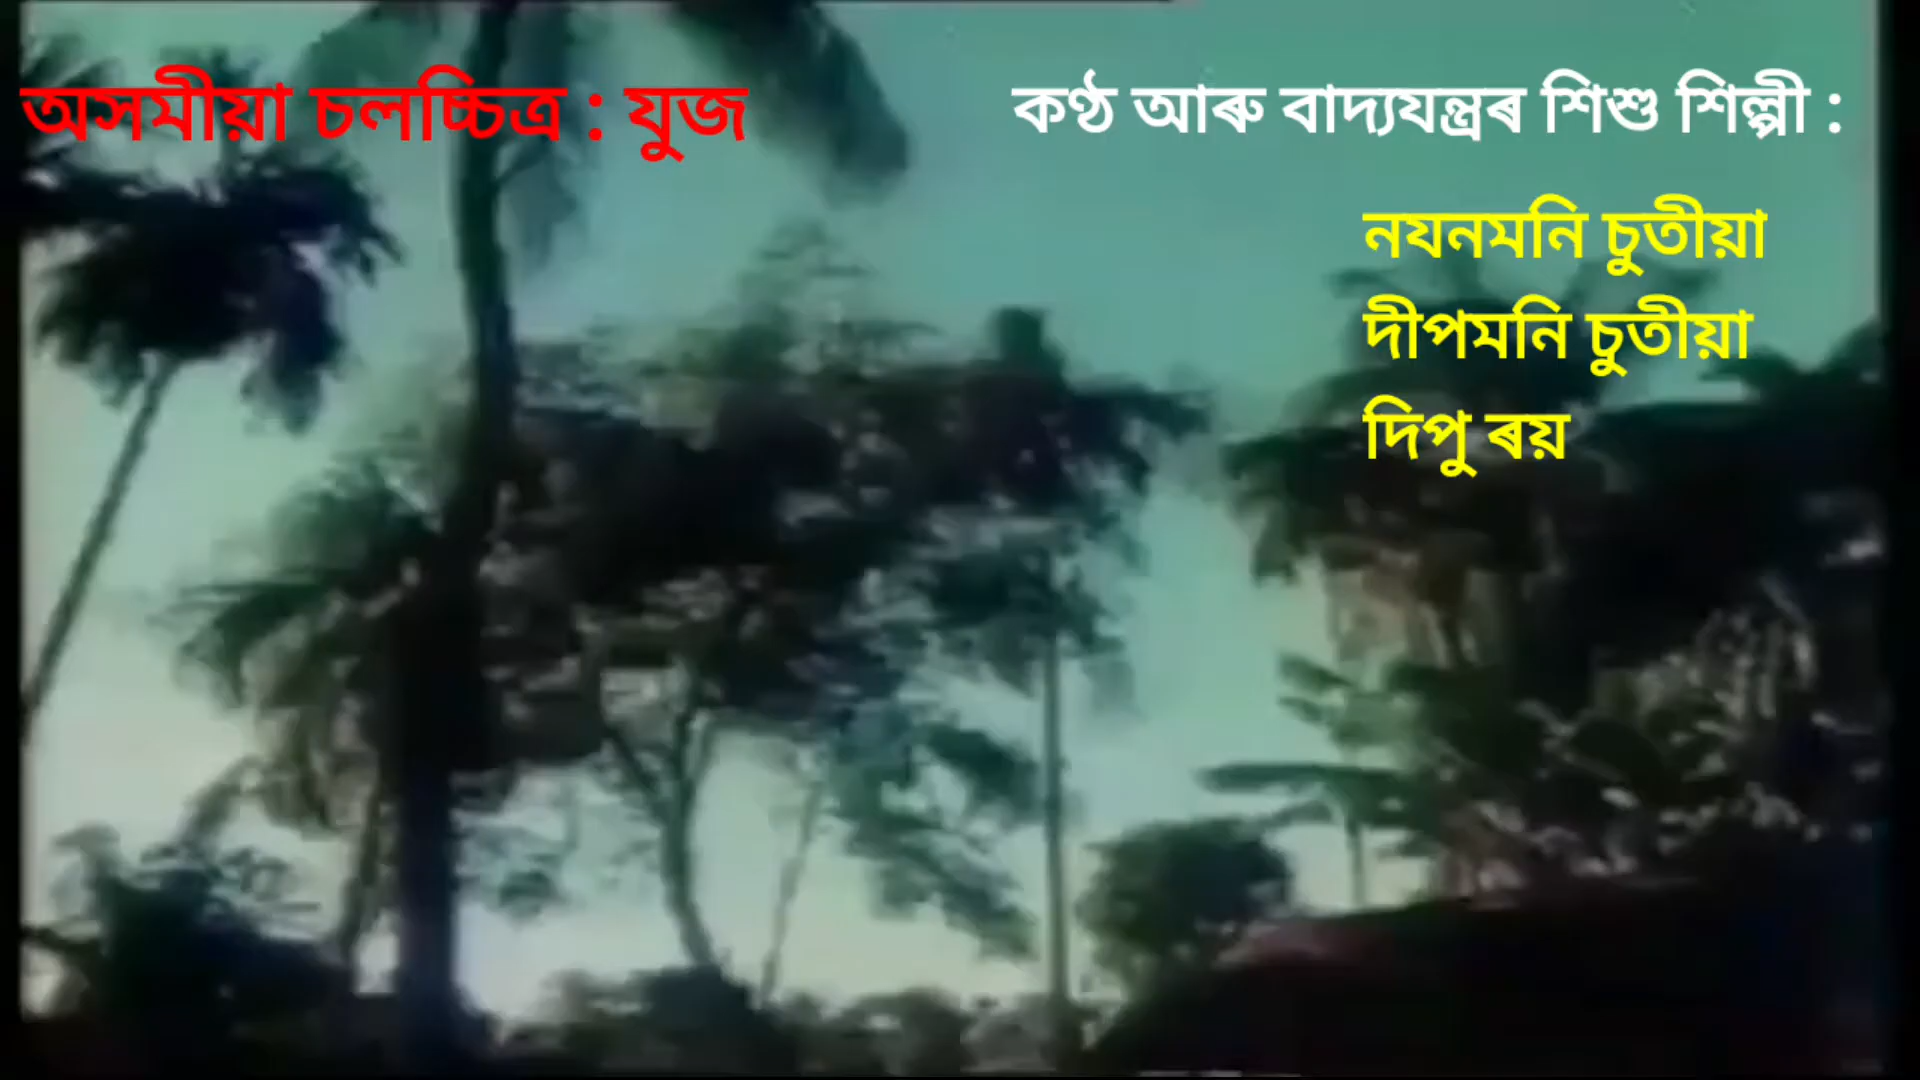 অসমীয়া চলচ্চিত্ৰ : যুজ
কণ্ঠ আৰু বাদ্যযন্ত্ৰৰ শিশু শিল্পী :
নযনমনি চুতীয়া
দীপমনি চুতীয়া
দিপু ৰয়